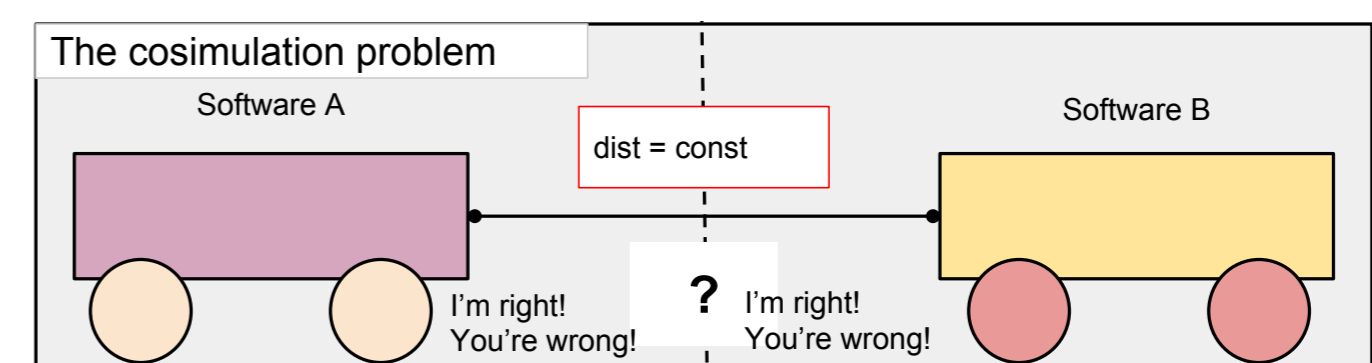 The cosimulation problem
Software A
Software B
dist = const
?
I'm right!
You're wrong!
I'm right!
You're wrong!